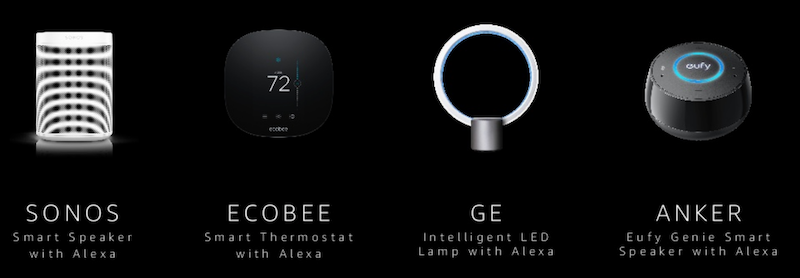 SONOS
72
ecobee
eufy
SONOS
Smart Speaker
with Alexa
ECOBEE
Smart Thermostat
with Alexa
GE
Intelligent LED
Lamp with Alexa
ANKER
Eufy Genie Smart
Speaker with Alexa